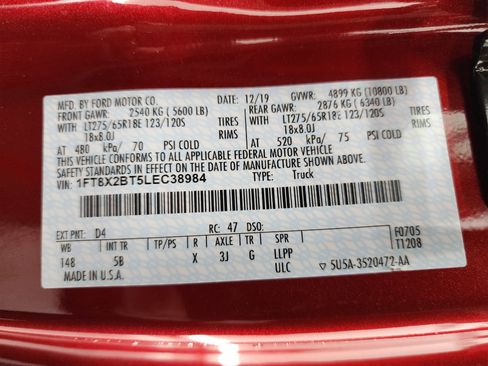 MFD. BY FORD MOTOR CO. 12/19 GVWR: 4899 KG (10800 LB)
FRONT GAWR: 2540 KG ( 5600 LB) REAR GAWR: 2876 KG ( 6340 LB)
WITH LT275/65R18E 123/120S TIRES WITH LT275/65R18E 123/120S TIRES
18x8.0J RIMS 18x8.0J RIMS
AT 480 kPa/ 70 PSI COLD AT 520 kPa/ 75 PSI COLD
THIS VEHICLE CONFORMS TO ALL APPLICABLE FEDERAL MOTOR VEHICLE
SAFETY STANDARDS IN EFFECT ON THE DATE OF MANUFACTURE SHOWN ABOVE.
VIN: 1FT8X2BT5LEC38984 TYPE: Truck
EXT PNT: D4 RC: 47 DSO: F0705
WB INT TR TP/PS R AXLE TR SPR T1208
148 5B X 3J G LLPP
MADE IN U.S.A. ULC 5U5A-3520472-AA